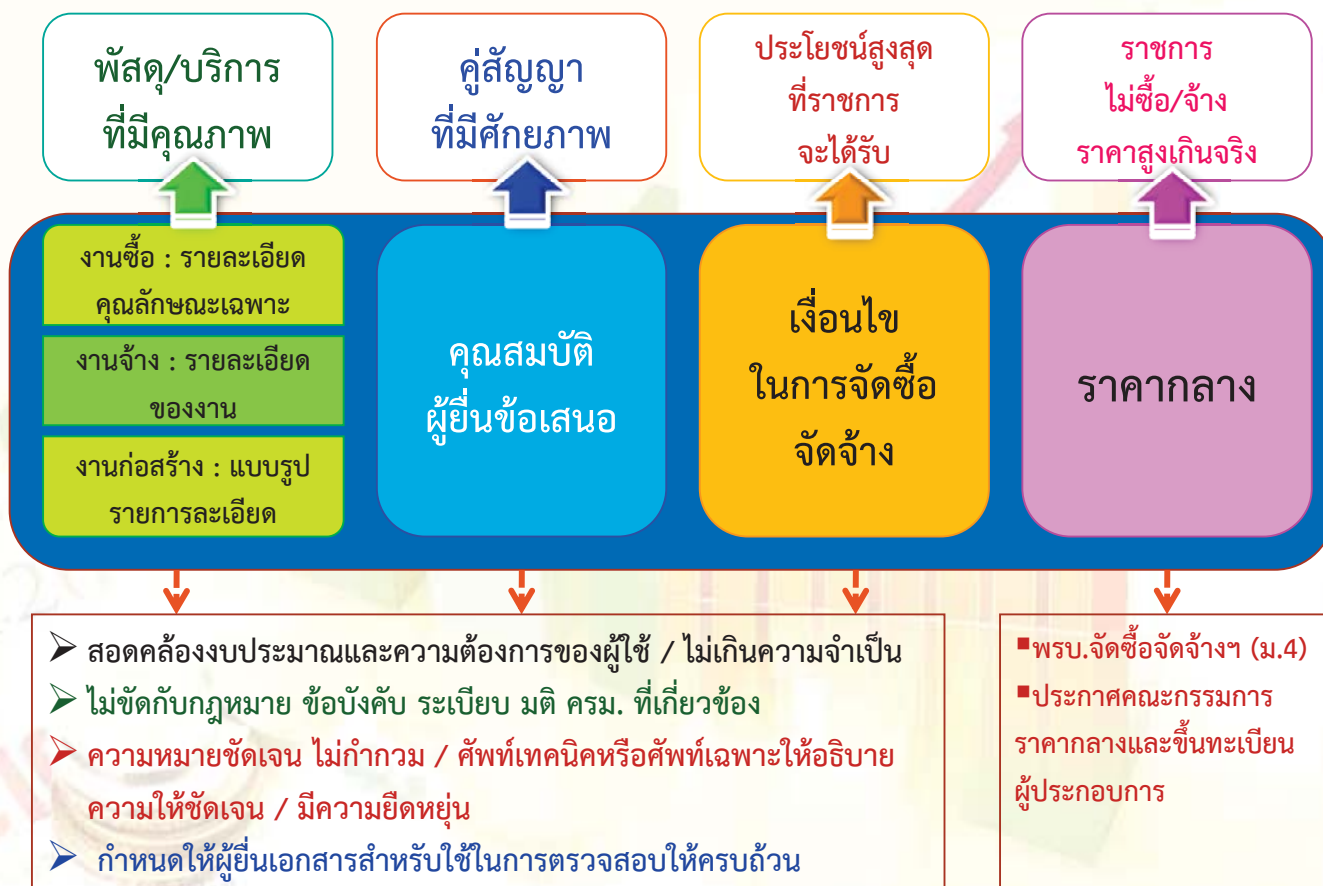 พัสดุ/บริการ
ที่มีคุณภาพ
คู่สัญญา
ที่มีศักยภาพ
ประโยชน์สูงสุด
ที่ราชการ
จะได้รับ
ราชการ
ไม่ซื้อ/จ้าง
ราคาสูงเกินจริง
งานซื้อ : รายละเอียด
คุณลักษณะเฉพาะ
งานจ้าง : รายละเอียด
ของงาน
งานก่อสร้าง : แบบรูป
รายการละเอียด
คุณสมบัติ
ผู้ยื่นข้อเสนอ
เงื่อนไข
ในการจัดซื้อ
จัดจ้าง
ราคากลาง
➢ สอดคล้องงบประมาณและความต้องการของผู้ใช้ / ไม่เกินความจำเป็น
➢ ไม่ขัดกับกฎหมาย ข้อบังคับ ระเบียบ มติ ครม. ที่เกี่ยวข้อง
➢ ความหมายชัดเจน ไม่กำกวม / ศัพท์เทคนิคหรือศัพท์เฉพาะให้อธิบาย
ความให้ชัดเจน / มีความยืดหยุ่น
➢ กำหนดให้ผู้ยื่นเอกสารสำหรับใช้ในการตรวจสอบให้ครบถ้วน
▪พรบ.จัดซื้อจัดจ้างฯ (ม.4)
▪ประกาศคณะกรรมการ
ราคากลางและขึ้นทะเบียน
ผู้ประกอบการ